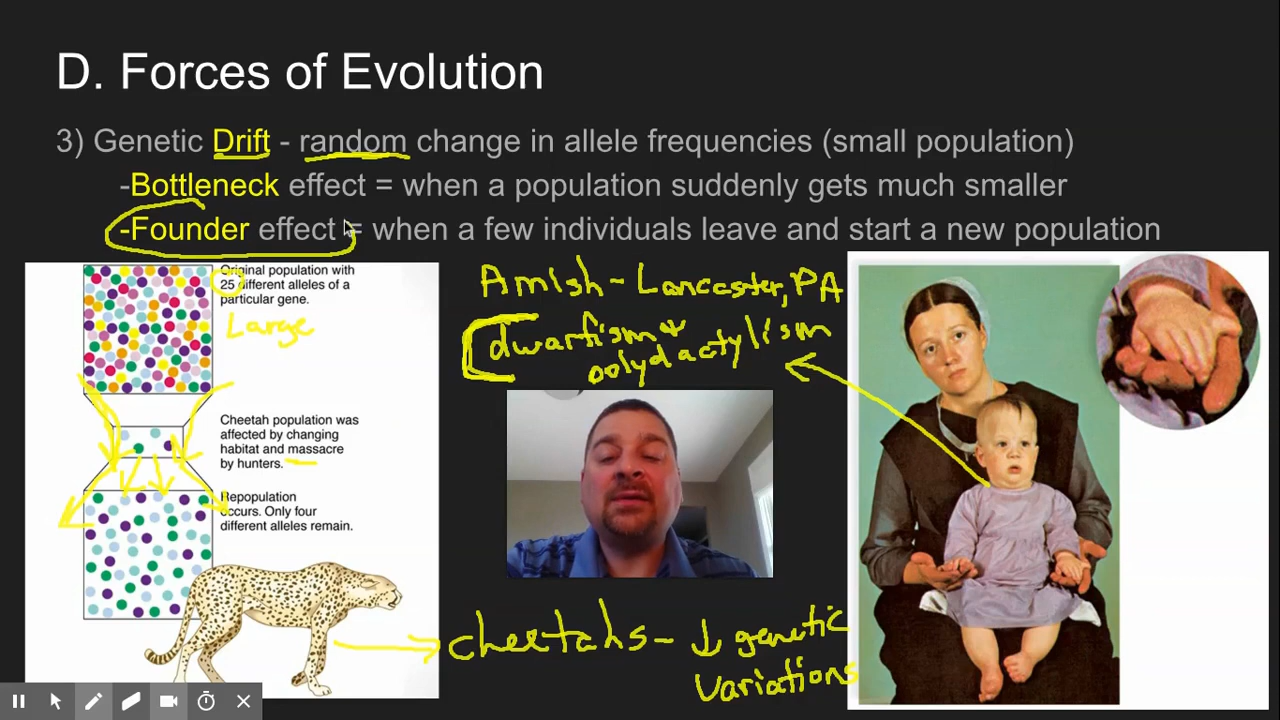 D. Forces of Evolution
3) Genetic Drift - random change in allele frequencies (small population)
-Bottleneck effect = when a population suddenly gets much smaller
-Founder effect = when a few individuals leave and start a new population
Original population with
25 different alleles of a
particular gene.
Large
Cheetah population was
affected by changing
habitat and massacre
by hunters.
Repopulation
occurs. Only four
different alleles remain.
Amish - Lancaster, PA
dwarfism
polydactylism
cheetahs - ↓ genetic
variations